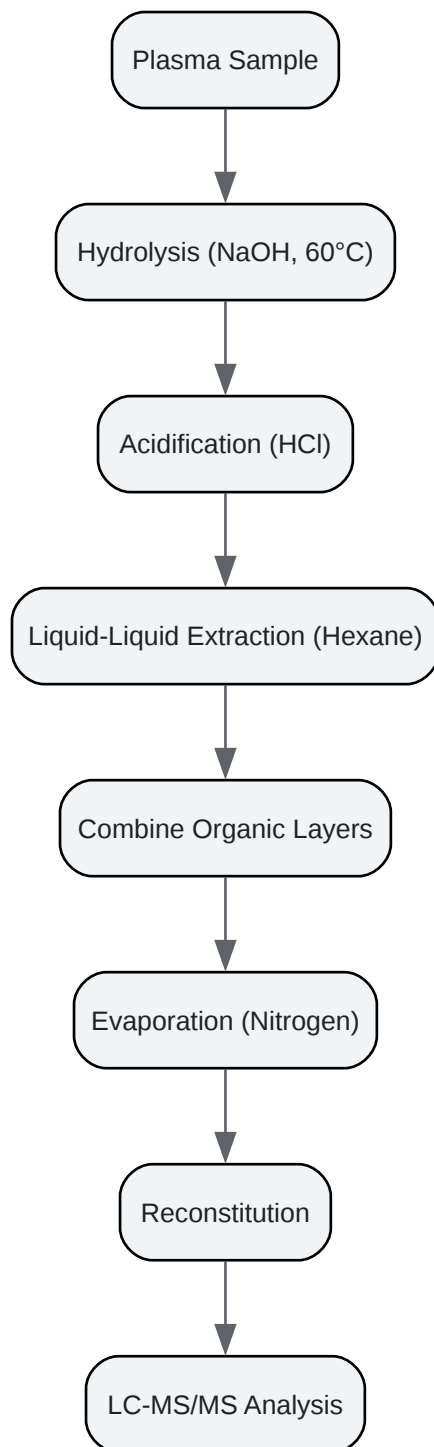 Plasma Sample
Hydrolysis (NaOH, 60°C)
Acidification (HCl)
Liquid-Liquid Extraction (Hexane)
Combine Organic Layers
Evaporation (Nitrogen)
Reconstitution
LC-MS/MS Analysis